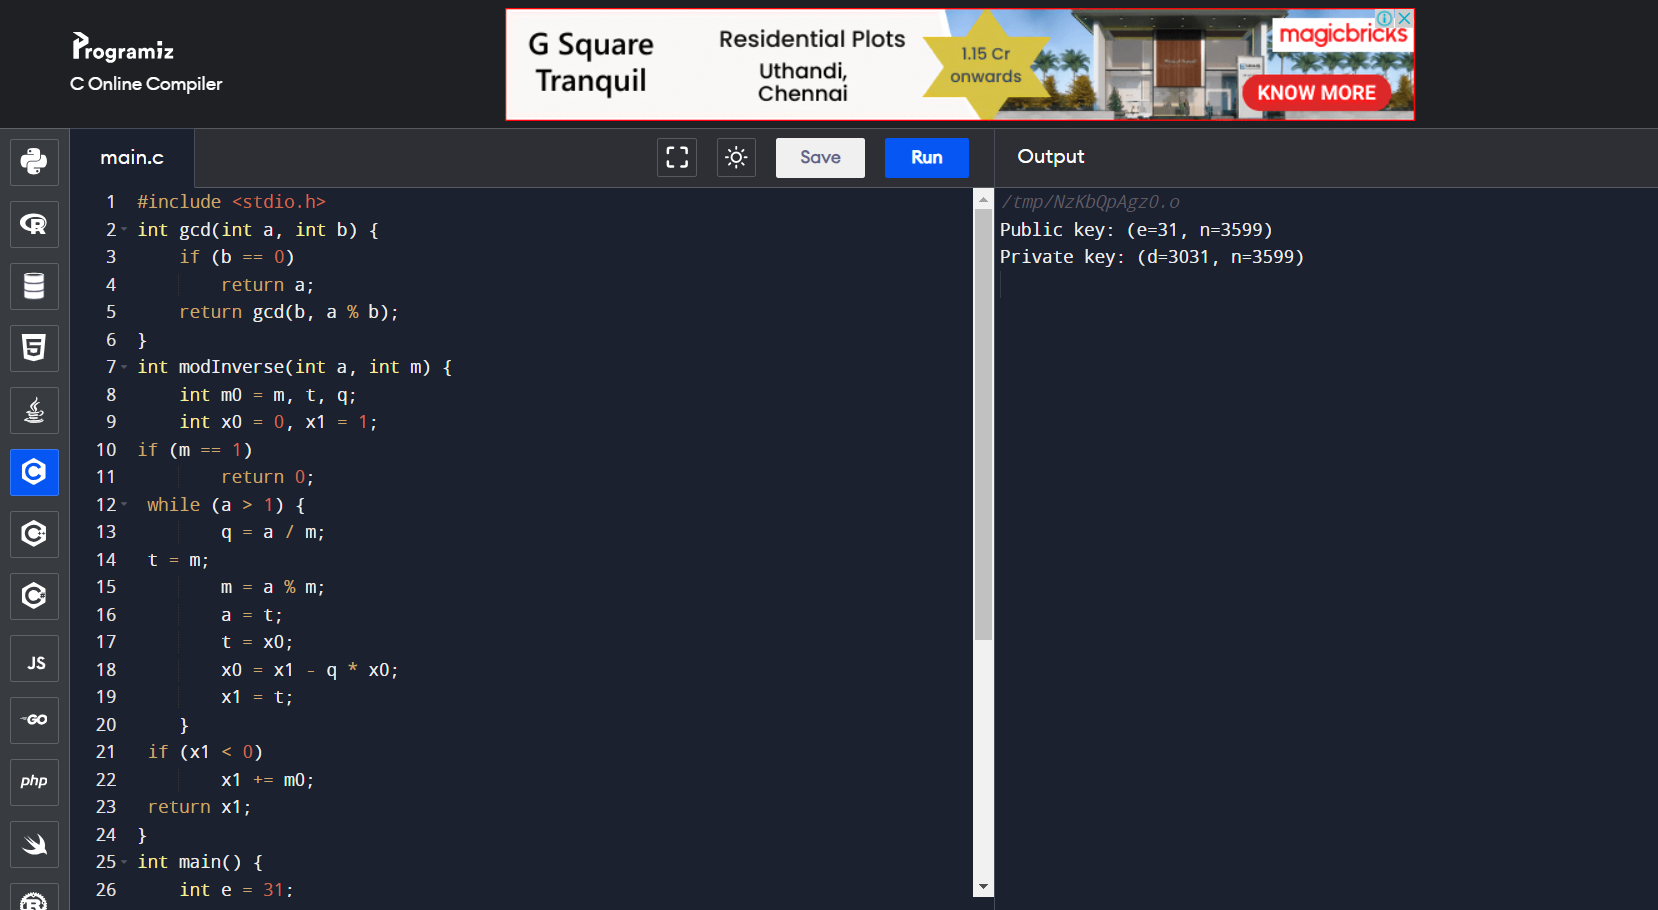 Programiz
C Online Compiler
G Square
Tranquil
Residential Plots
Uthandi,
Chennai
1.15 Cr
onwards
magicbricks
KNOW MORE
main.c
Save
Run
Output
1 #include <stdio.h>
2 int gcd(int a, int b) {
3     if (b == 0)
4         return a;
5     return gcd(b, a % b);
6 }
7 int modInverse(int a, int m) {
8     int m0 = m, t, q;
9     int x0 = 0, x1 = 1;
10 if (m == 1)
11         return 0;
12  while (a > 1) {
13         q = a / m;
14  t = m;
15         m = a % m;
16         a = t;
17         t = x0;
18         x0 = x1 - q * x0;
19         x1 = t;
20     }
21  if (x1 < 0)
22         x1 += m0;
23  return x1;
24 }
25 int main() {
26     int e = 31;
/tmp/NzKbQpAgz0.o
Public key: (e=31, n=3599)
Private key: (d=3031, n=3599)
R
5
C
C++
C#
JS
GO
php
R